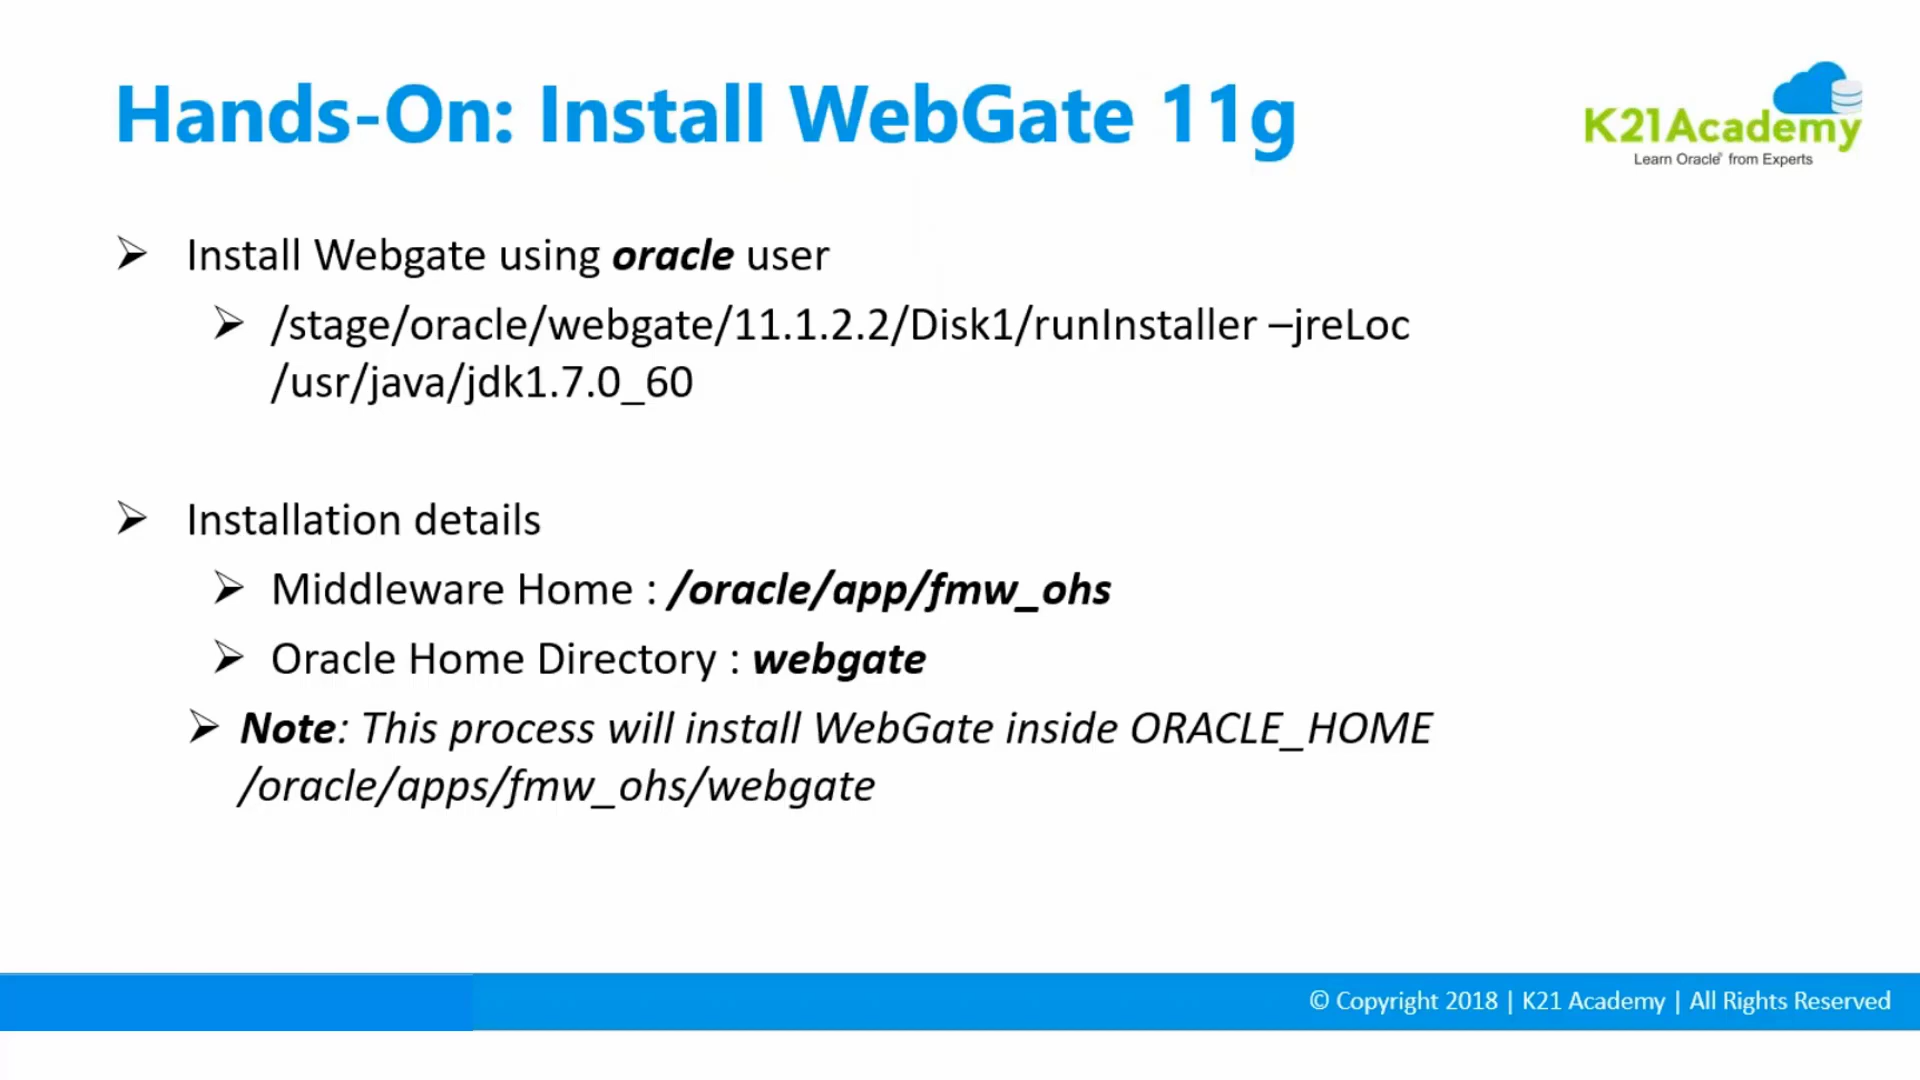 Hands-On: Install WebGate 11g
K21Academy
Learn Oracle® from Experts
Install Webgate using oracle user
/stage/oracle/webgate/11.1.2.2/Disk1/runInstaller –jreLoc
/usr/java/jdk1.7.0_60
Installation details
Middleware Home : /oracle/app/fmw_ohs
Oracle Home Directory : webgate
Note: This process will install WebGate inside ORACLE_HOME
/oracle/apps/fmw_ohs/webgate
© Copyright 2018 | K21 Academy | All Rights Reserved